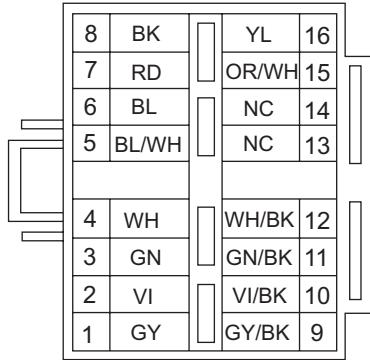 8 BK YL 16
7 RD OR/WH 15
6 BL NC 14
5 BL/WH NC 13
4 WH WH/BK 12
3 GN GN/BK 11
2 VI VI/BK 10
1 GY GY/BK 9